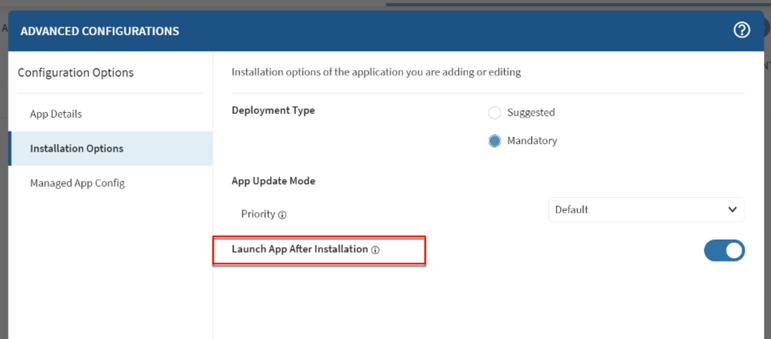 ADVANCED CONFIGURATIONS
Configuration Options
App Details
Installation Options
Managed App Config
Installation options of the application you are adding or editing
Deployment Type
Suggested
Mandatory
App Update Mode
Priority
Default
Launch App After Installation